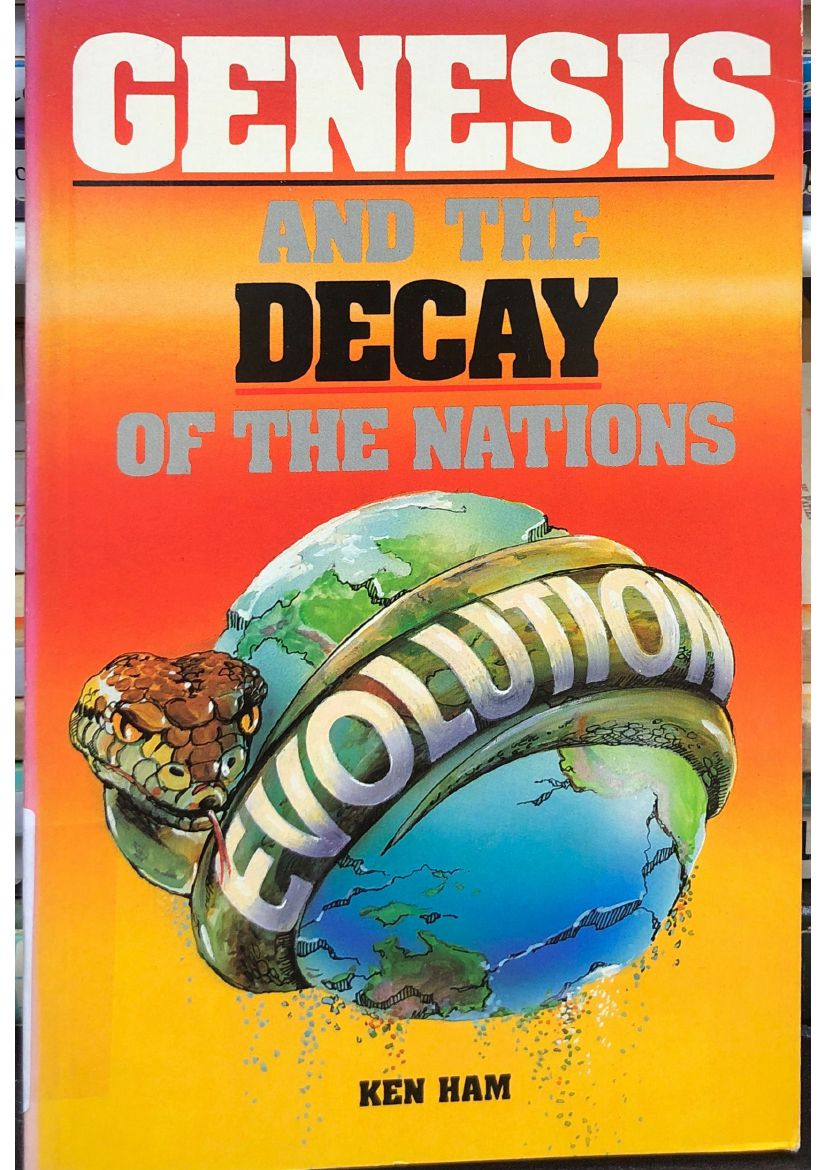 GENESIS
AND THE
DECAY
OF THE NATIONS
EVOLUTION
KEN HAM